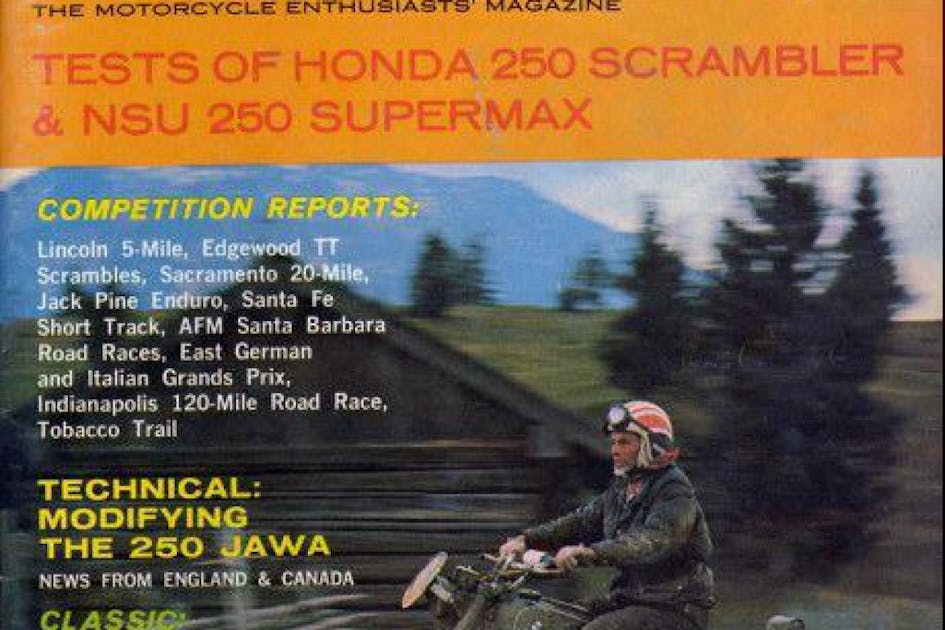 THE MOTORCYCLE ENTHUSIASTS' MAGAZINE
TESTS OF HONDA 250 SCRAMBLER
& NSU 250 SUPERMAX
COMPETITION REPORTS:
Lincoln 5-Mile, Edgewood TT
Scrambles, Sacramento 20-Mile,
Jack Pine Enduro, Santa Fe
Short Track, AFM Santa Barbara
Road Races, East German
and Italian Grands Prix,
Indianapolis 120-Mile Road Race,
Tobacco Trail
TECHNICAL:
MODIFYING
THE 250 JAWA
NEWS FROM ENGLAND & CANADA
CLASSIC: